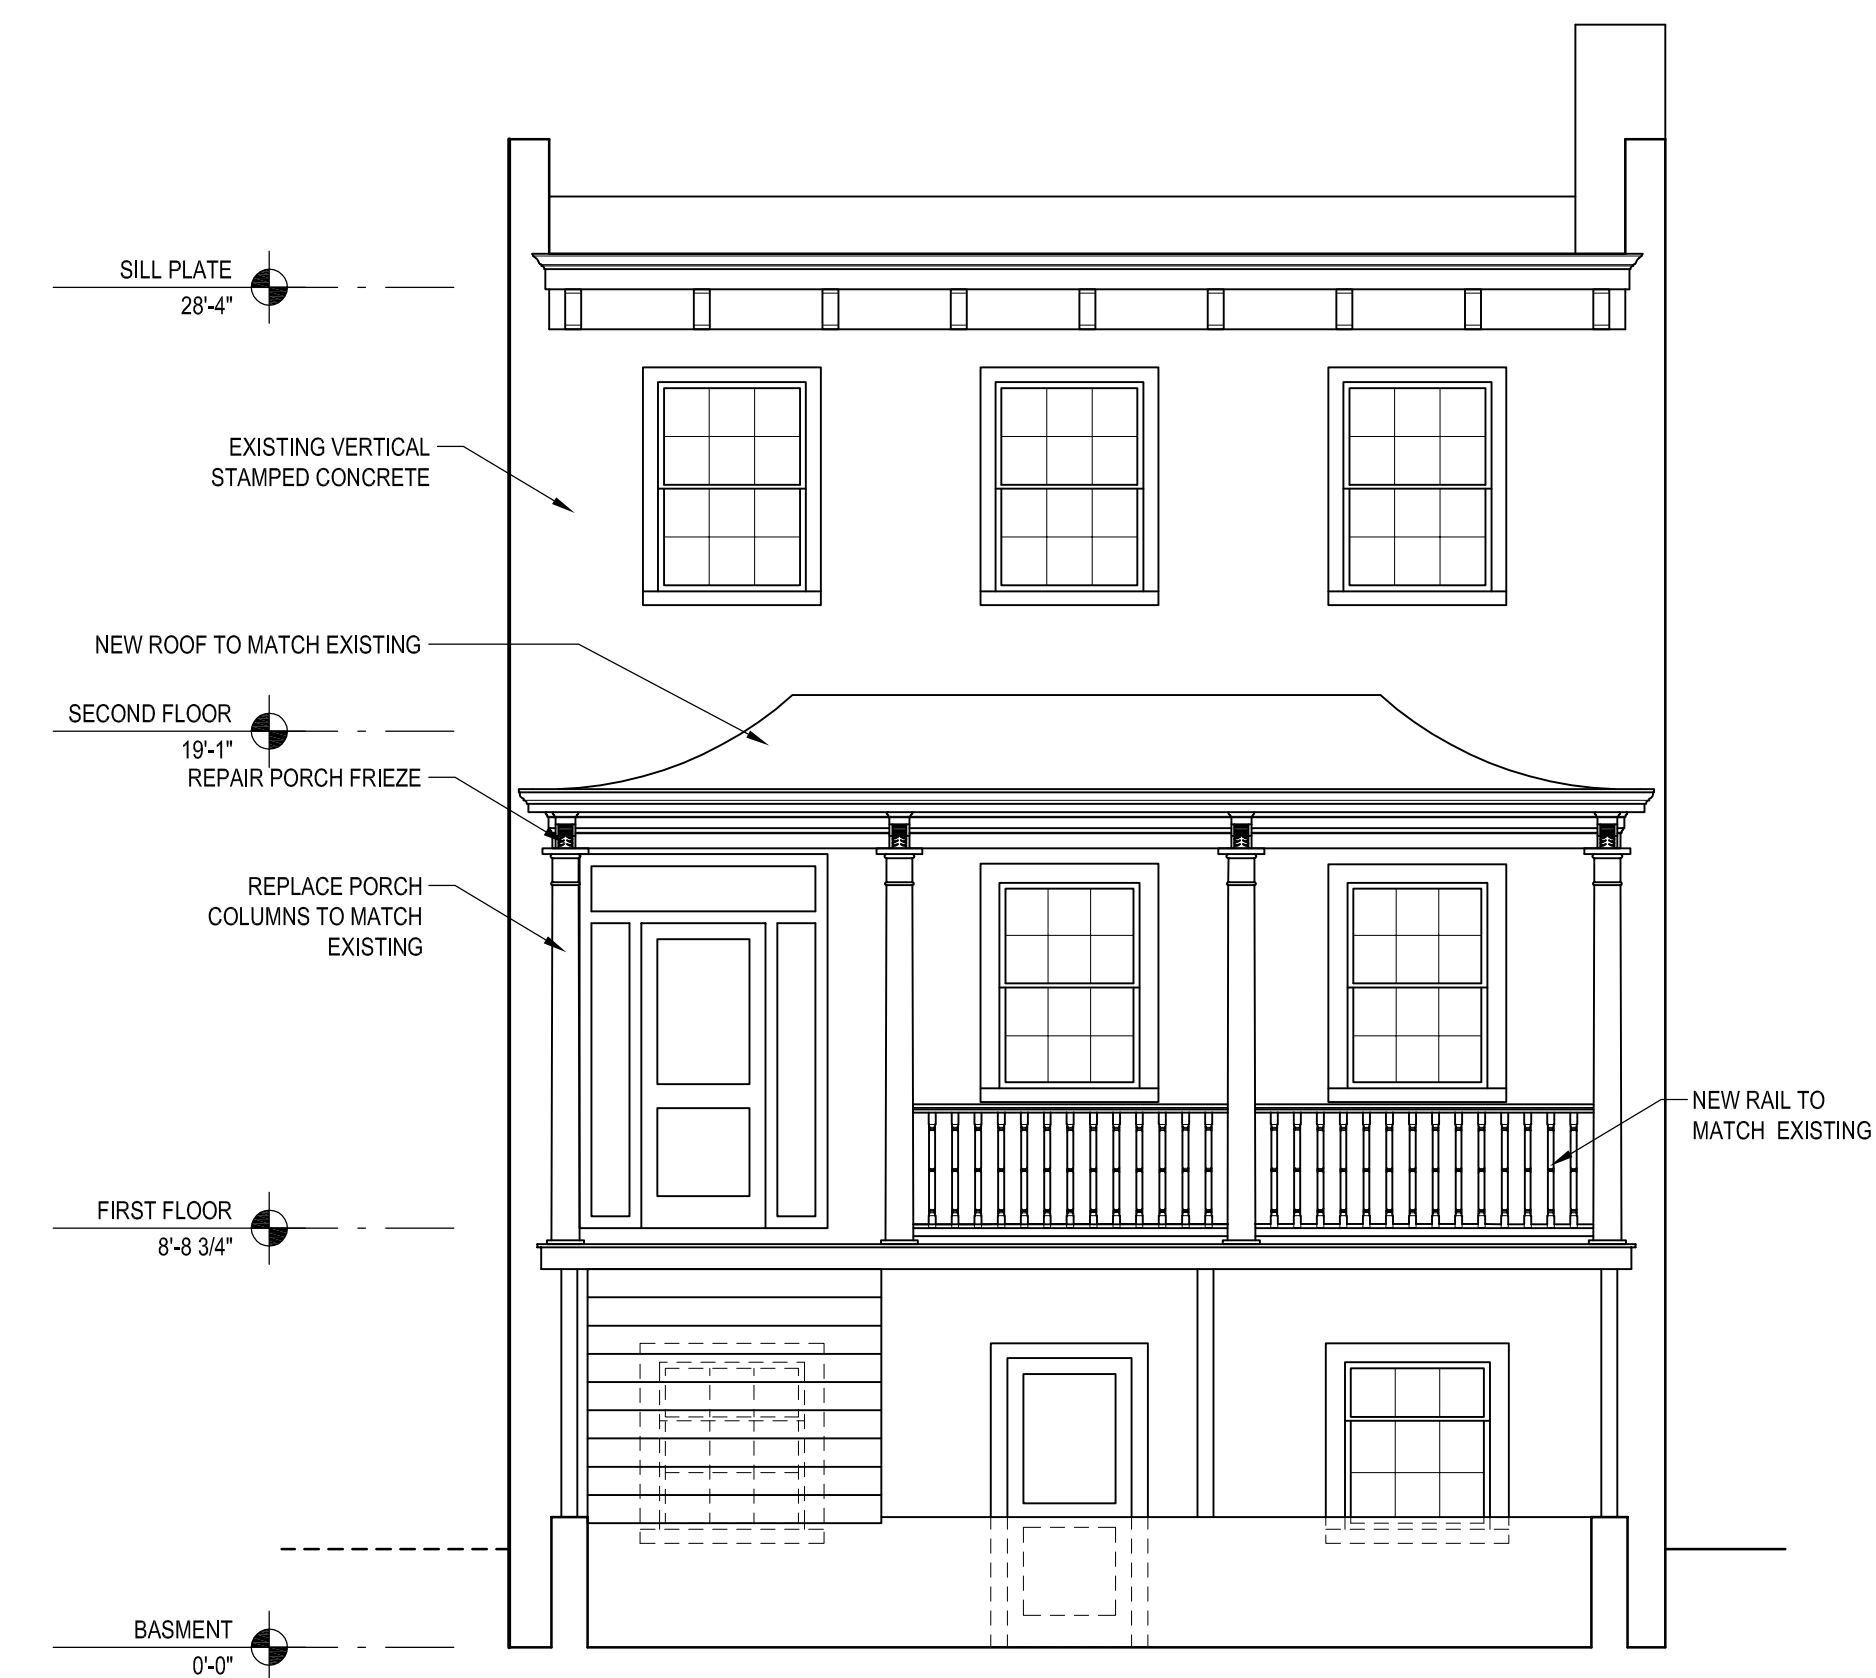 SILL PLATE
28'-4"
EXISTING VERTICAL
STAMPED CONCRETE
NEW ROOF TO MATCH EXISTING
SECOND FLOOR
19'-1"
REPAIR PORCH FRIEZE
REPLACE PORCH
COLUMNS TO MATCH
EXISTING
NEW RAIL TO
MATCH EXISTING
FIRST FLOOR
8'-8 3/4"
BASMENT
0'-0"